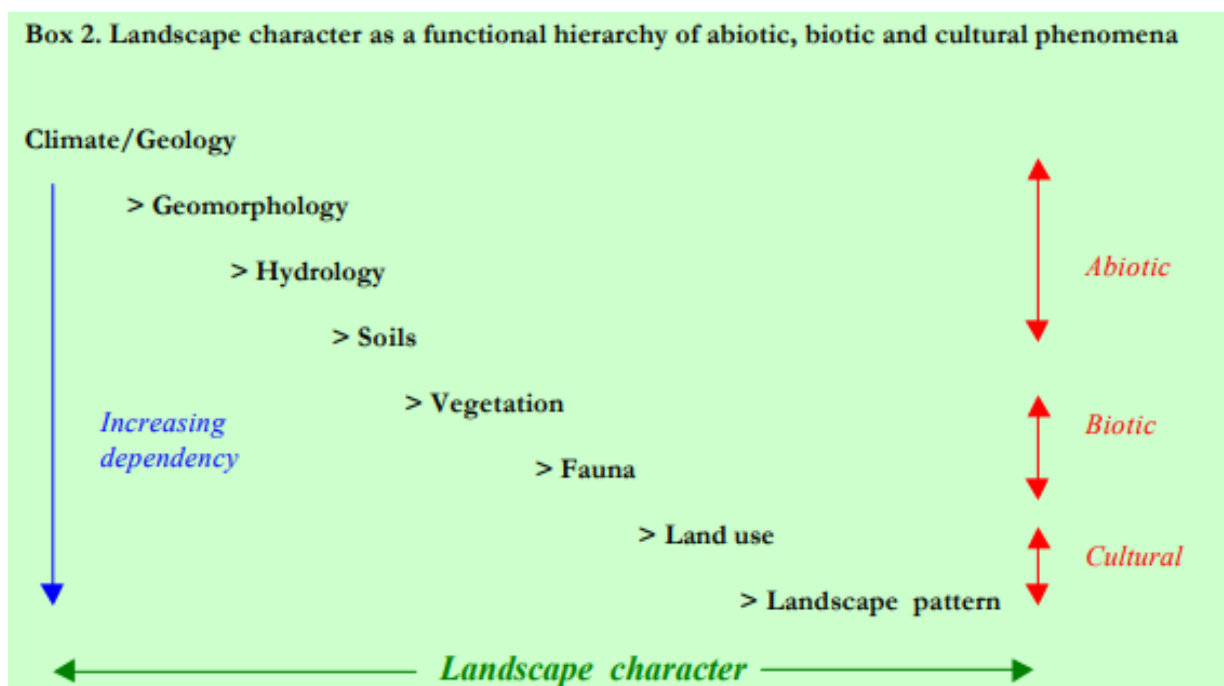 Box 2. Landscape character as a functional hierarchy of abiotic, biotic and cultural phenomena
Climate/Geology
> Geomorphology
> Hydrology
Abiotic
> Soils
> Vegetation
Increasing
dependency
Biotic
> Fauna
> Land use
Cultural
> Landscape pattern
Landscape character